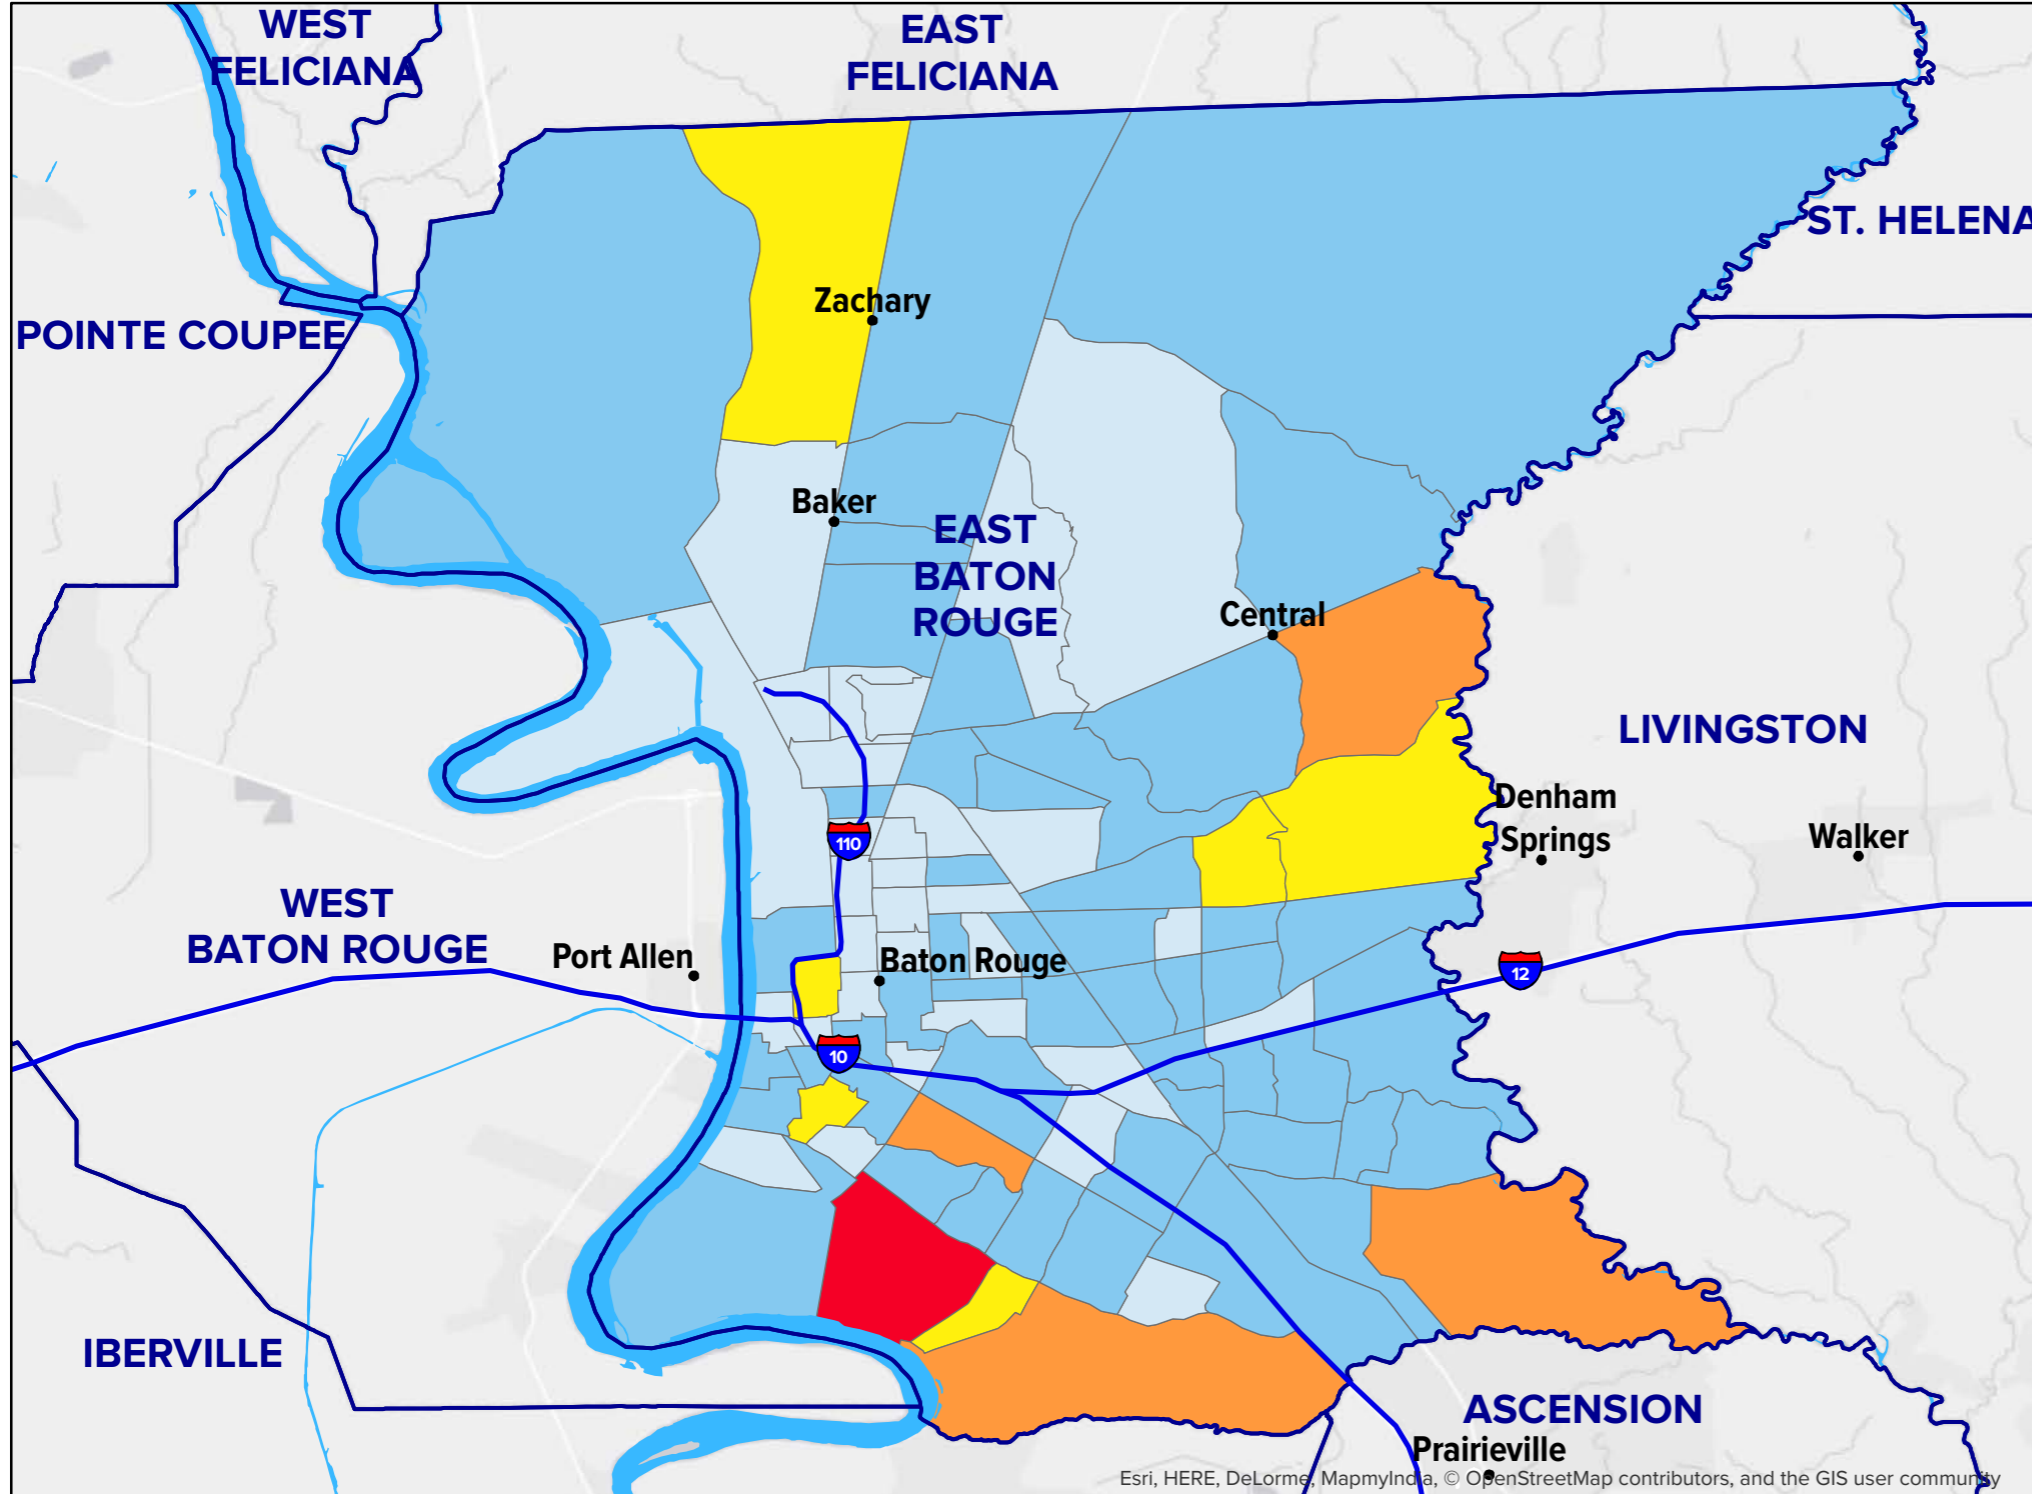 WEST
FELICIANA
EAST
FELICIANA
ST. HELENA
Zachary
POINTE COUPEE
Baker
EAST
BATON
ROUGE
Central
LIVINGSTON
Denham
Springs
Walker
110
WEST
BATON ROUGE
Port Allen
Baton Rouge
12
10
IBERVILLE
ASCENSION
Prairieville
Esri, HERE, DeLorme, MapmyIndia, © OpenStreetMap contributors, and the GIS user community